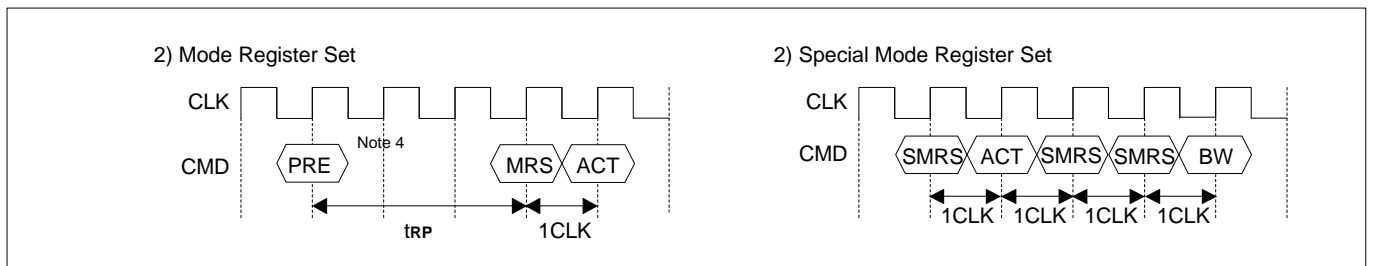 2) Mode Register Set
CLK
CMD
PRE
Note 4
MRS
ACT
tRP
1CLK
2) Special Mode Register Set
CLK
CMD
SMRS
ACT
SMRS
SMRS
BW
1CLK
1CLK
1CLK
1CLK